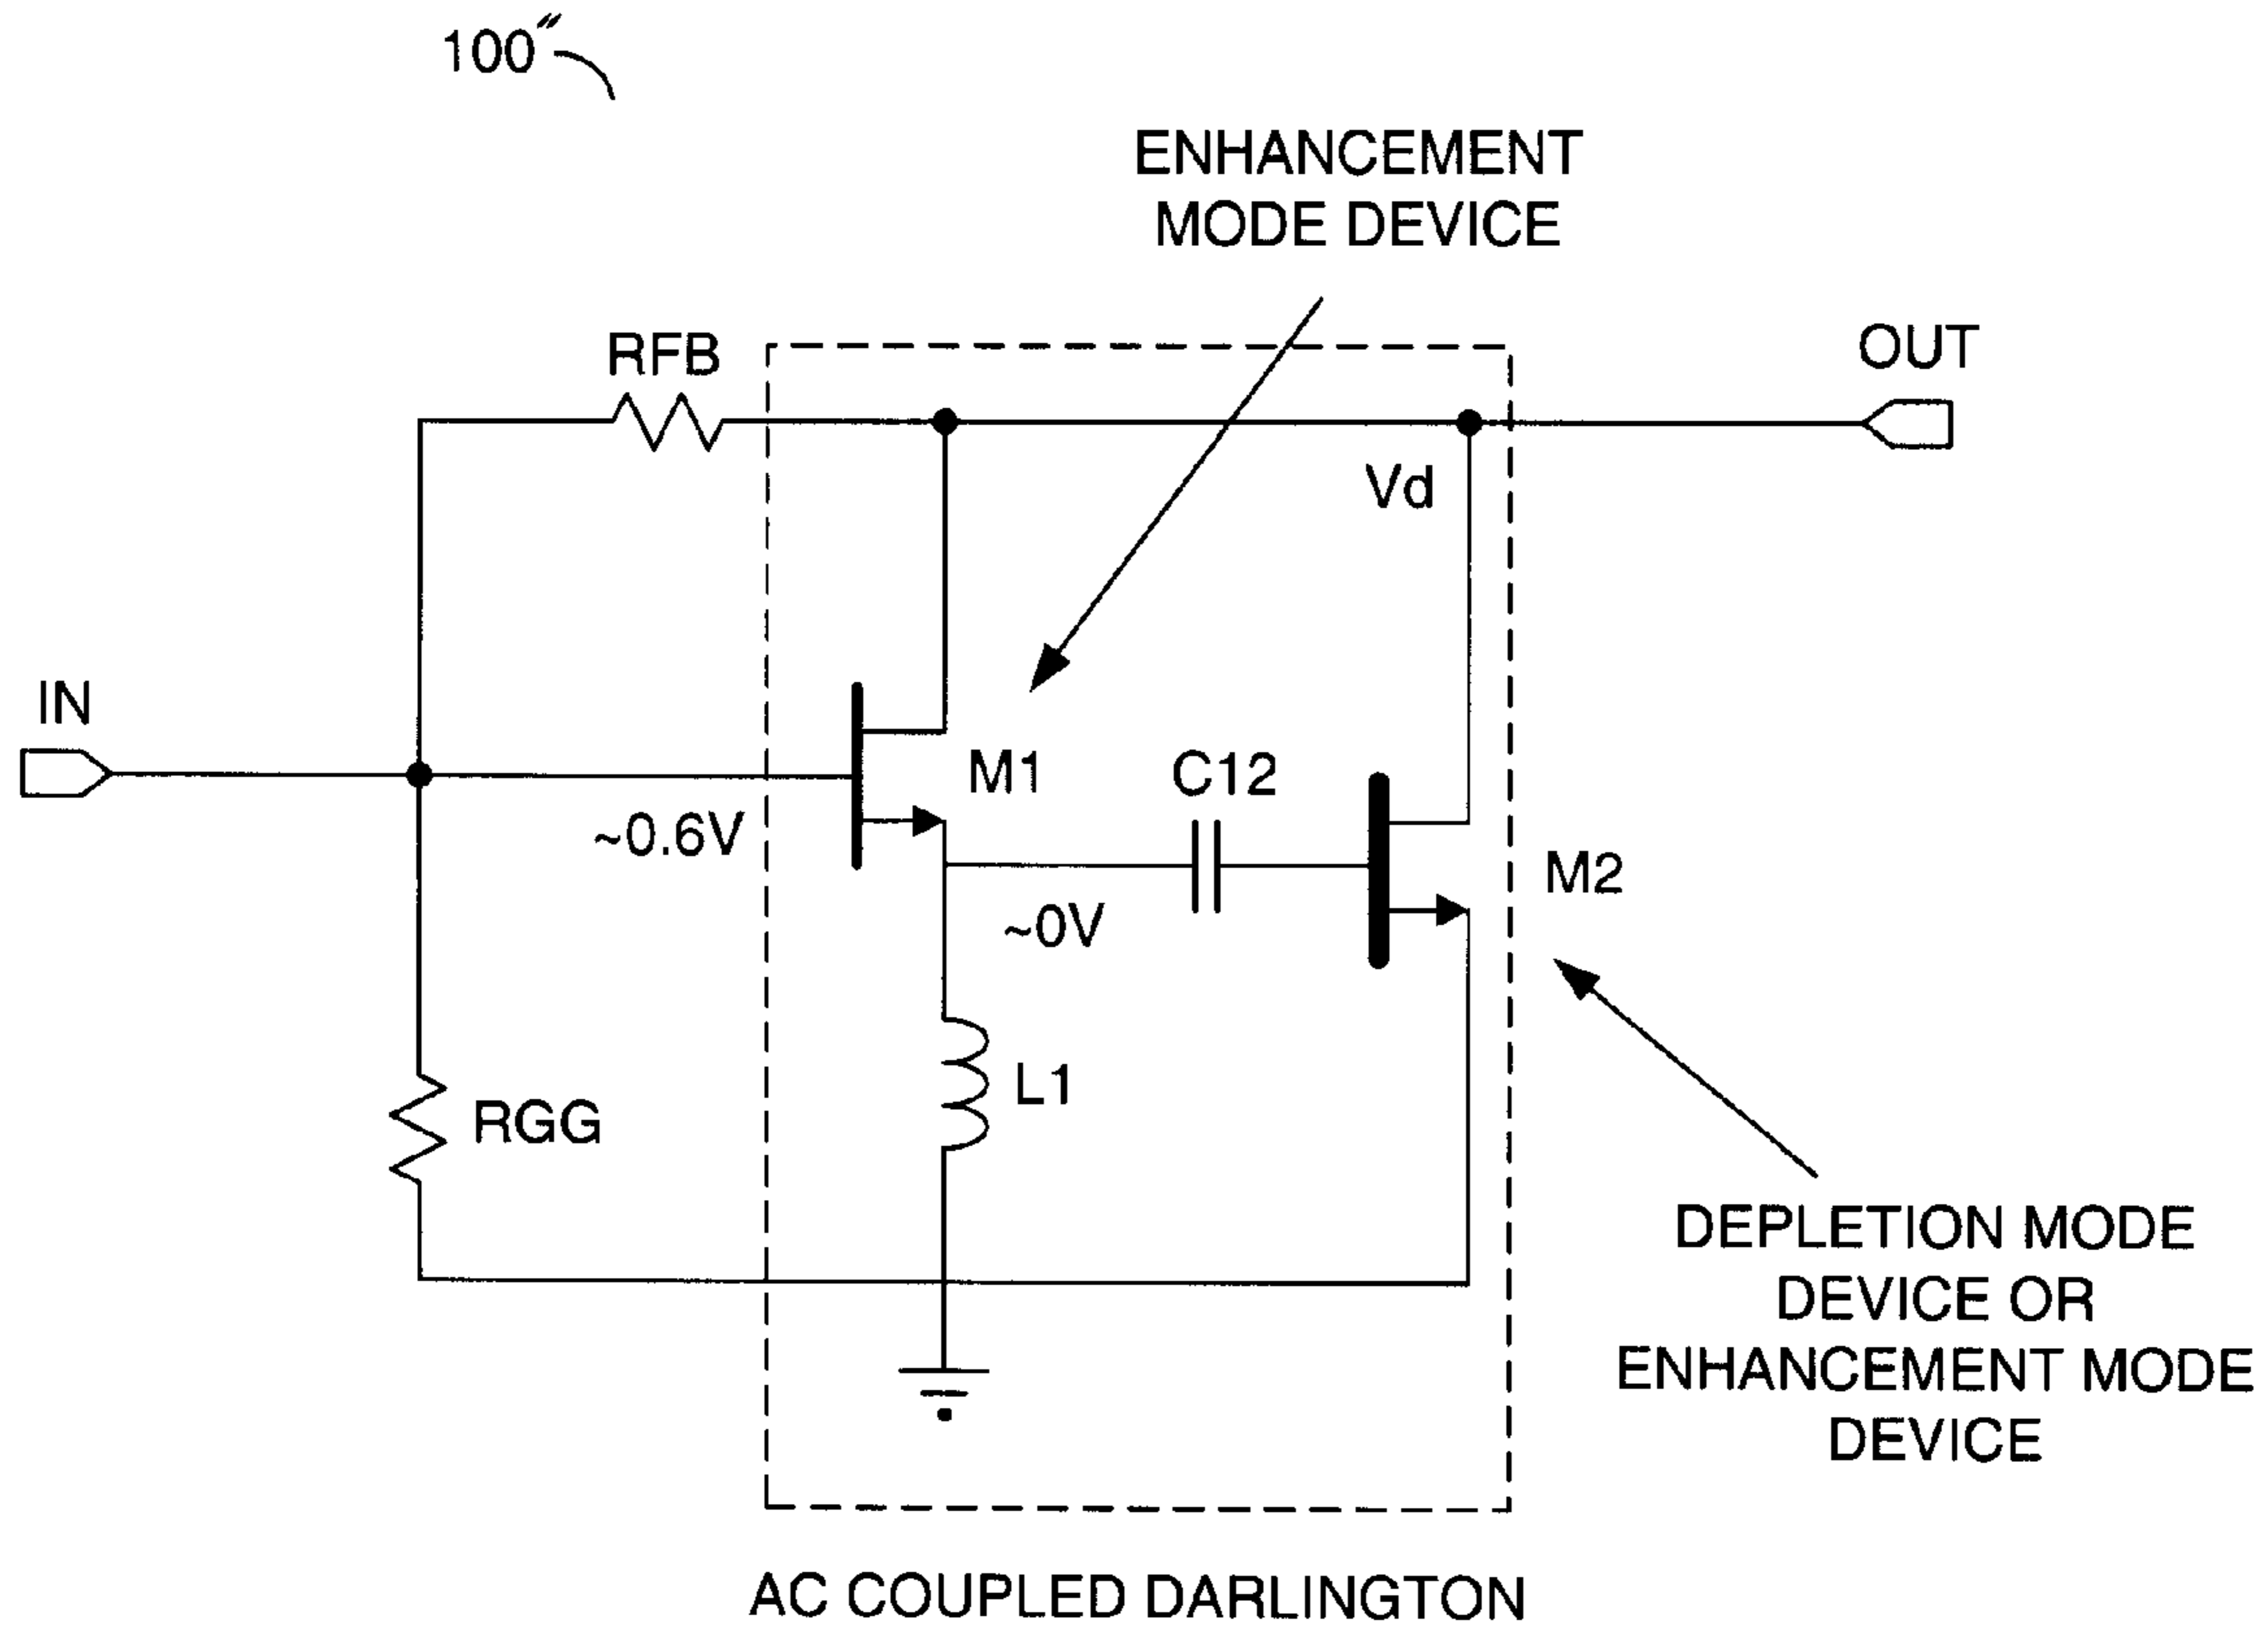 100″
ENHANCEMENT
MODE DEVICE
RFB
OUT
Vd
IN
M1
C12
~0.6V
M2
~0V
L1
RGG
DEPLETION MODE
DEVICE OR
ENHANCEMENT MODE
DEVICE
AC COUPLED DARLINGTON